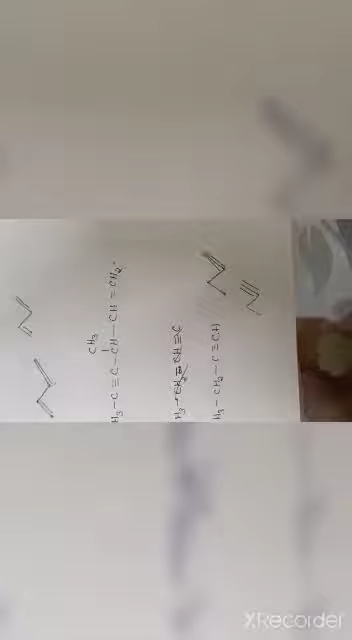 CH₃
H₃-C≡C-CH-CH=CH₂.
H₃-CH₂-C≡CH
XRecorder